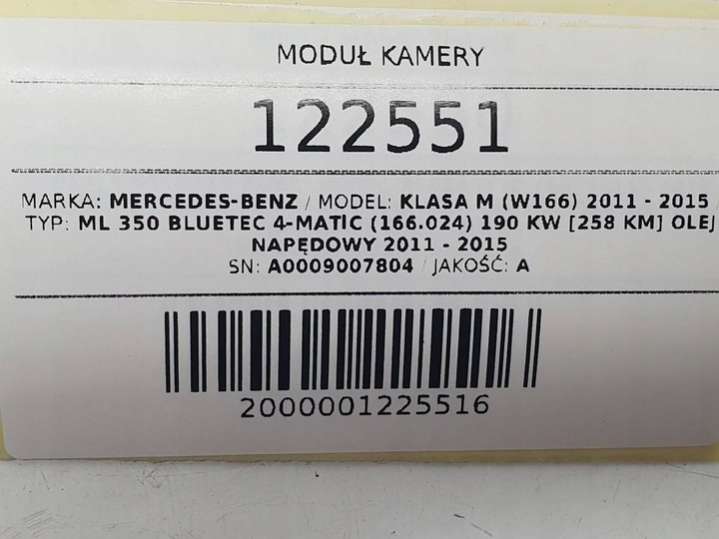 MODUŁ KAMERY
122551
MARKA: MERCEDES-BENZ / MODEL: KLASA M (W166) 2011 - 2015 /
TYP: ML 350 BLUETEC 4-MATIC (166.024) 190 KW [258 KM] OLEJ
NAPĘDOWY 2011 - 2015
SN: A0009007804 / JAKOŚĆ: A
2000001225516